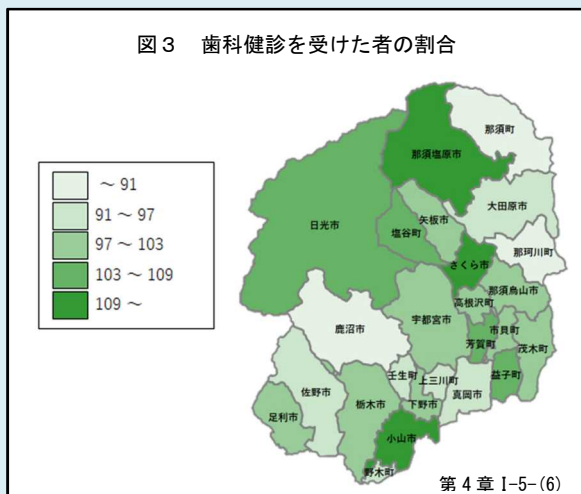 図３　歯科健診を受けた者の割合
～ 91
91 ～ 97
97 ～ 103
103 ～ 109
109 ～
那須町
那須塩原市
大田原市
矢板市
日光市
塩谷町
那珂川町
さくら市
那須烏山市
高根沢町
宇都宮市
市貝町
鹿沼市
芳賀町
茂木町
壬生町
上三川町
益子町
佐野市
真岡市
栃木市
下野市
足利市
小山市
野木町
第４章Ⅰ-5-(6)